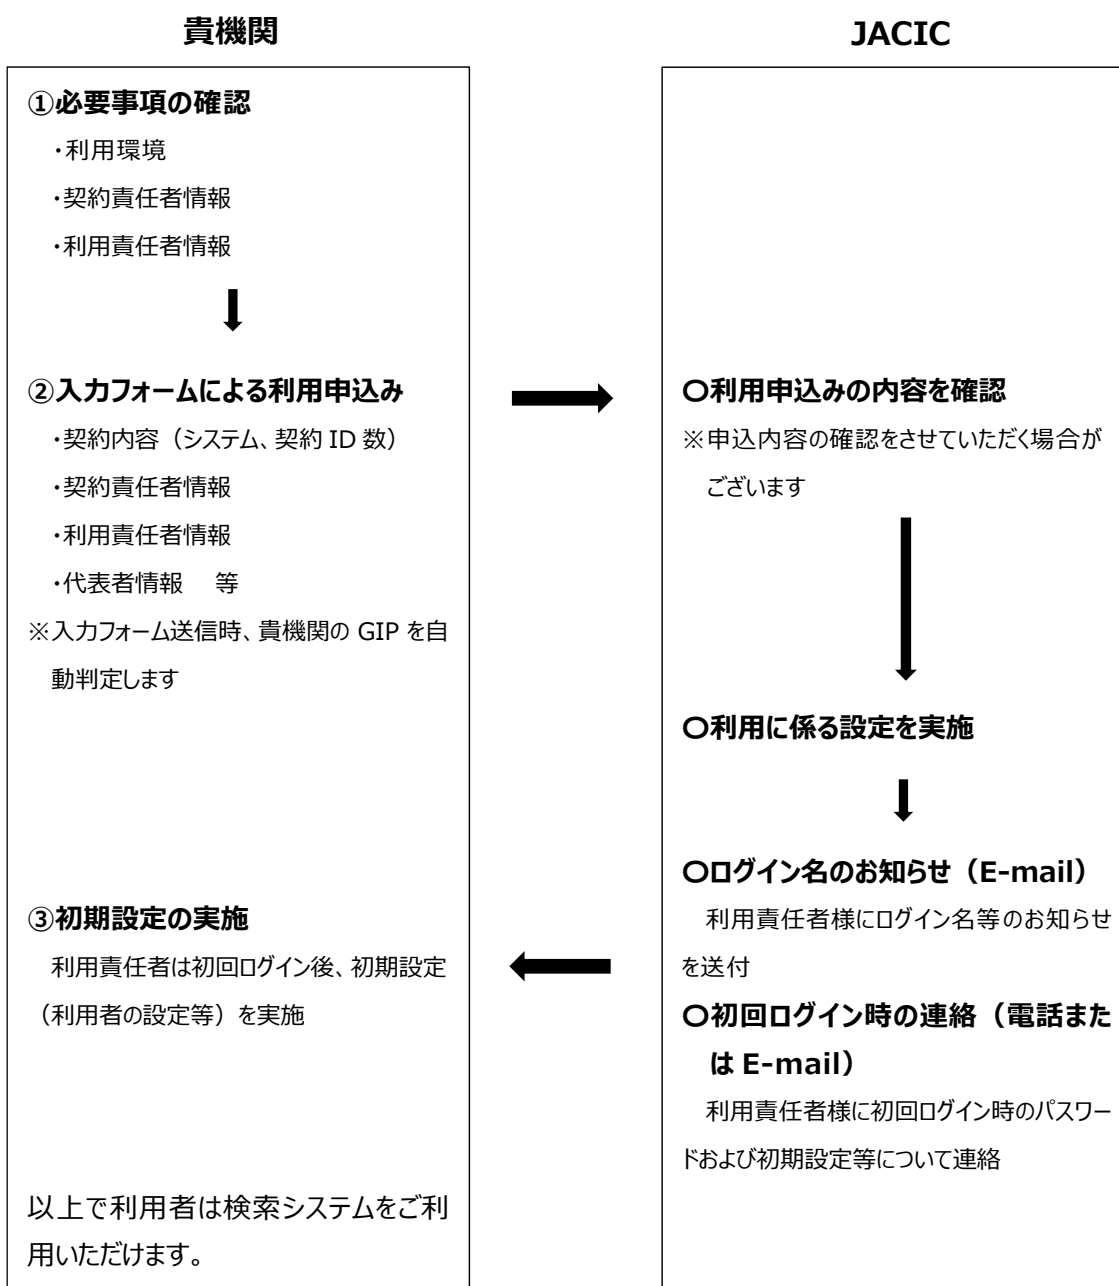 貴機関
①必要事項の確認
・利用環境
・契約責任者情報
・利用責任者情報
②入力フォームによる利用申込み
・契約内容（システム、契約 ID 数）
・契約責任者情報
・利用責任者情報
・代表者情報　等
※入力フォーム送信時、貴機関の GIP を自
動判定します
③初期設定の実施
利用責任者は初回ログイン後、初期設定
（利用者の設定等）を実施
以上で利用者は検索システムをご利
用いただけます。
JACIC
〇利用申込みの内容を確認
※申込内容の確認をさせていただく場合が
ございます
〇利用に係る設定を実施
〇ログイン名のお知らせ（E-mail）
利用責任者様にログイン名等のお知らせ
を送付
〇初回ログイン時の連絡（電話また
は E-mail）
利用責任者様に初回ログイン時のパスワー
ドおよび初期設定等について連絡